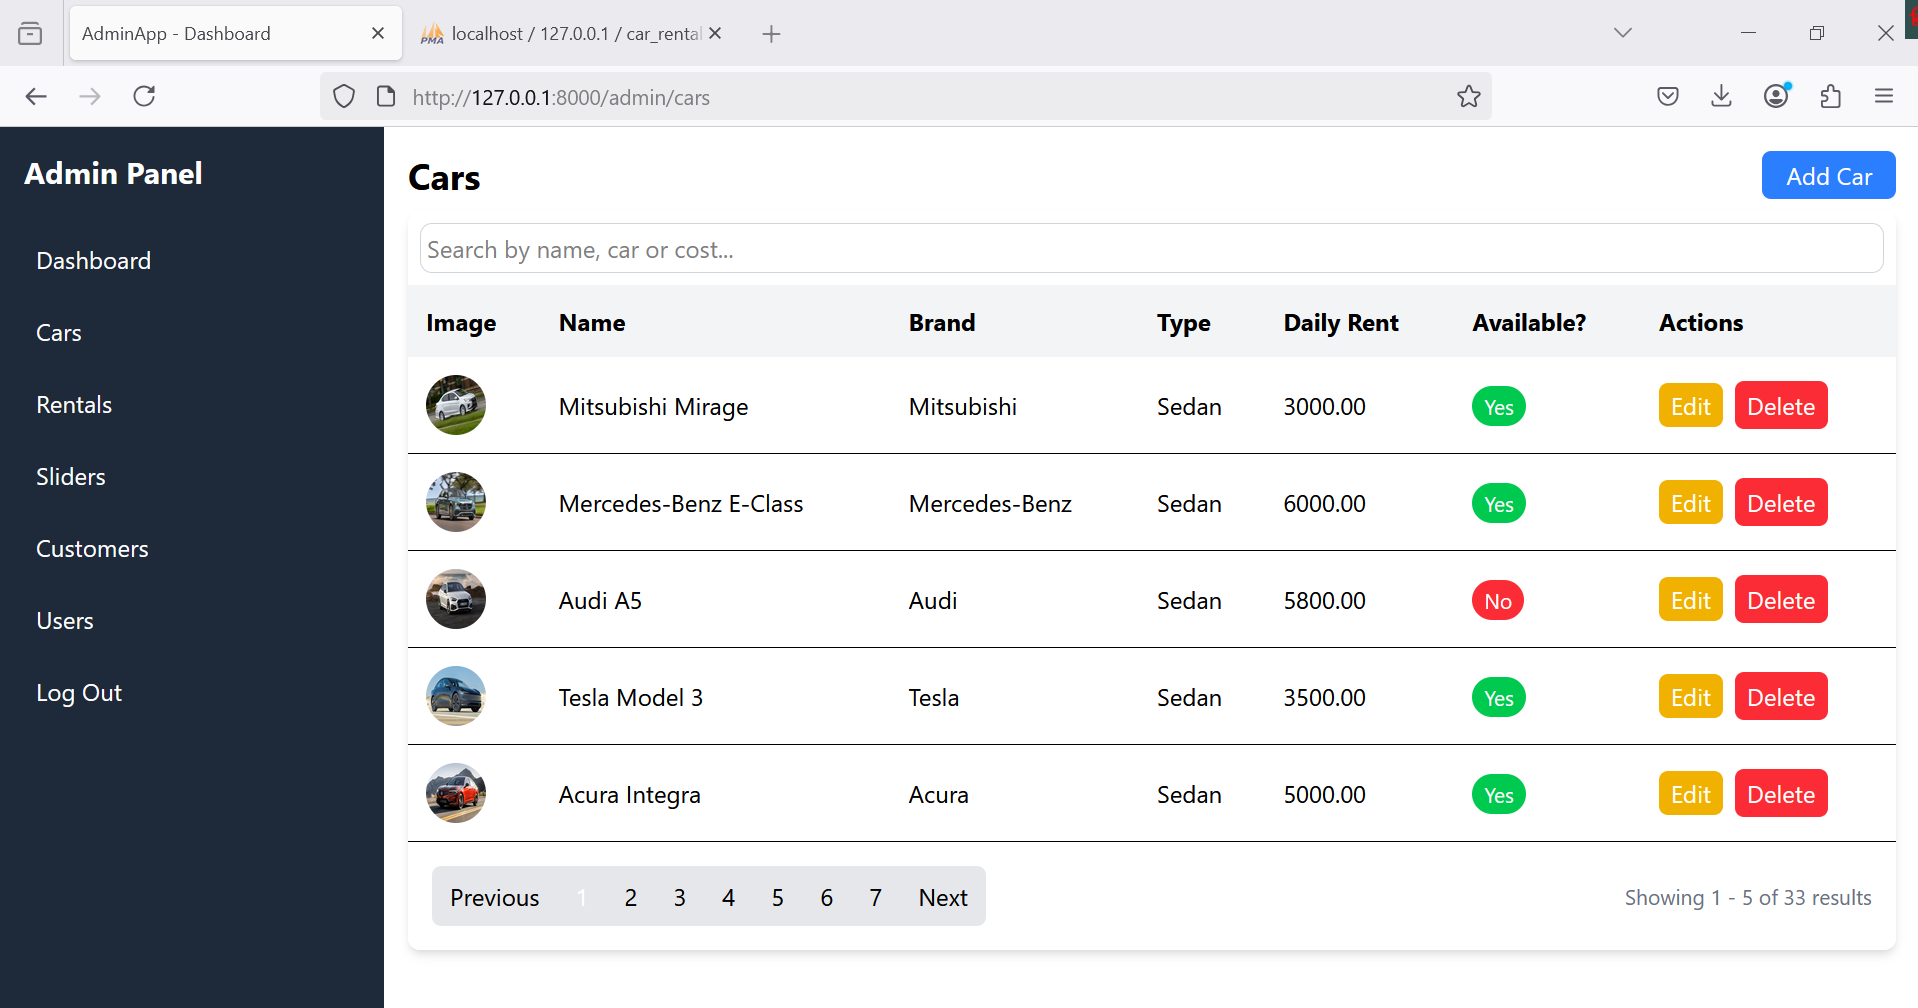 AdminApp - Dashboard
PMA localhost / 127.0.0.1 / car_rental
http://127.0.0.1:8000/admin/cars
Admin Panel
Dashboard
Cars
Rentals
Sliders
Customers
Users
Log Out
Cars
Add Car
Search by name, car or cost...
Image Name Brand Type Daily Rent Available? Actions
Mitsubishi Mirage Mitsubishi Sedan 3000.00 Yes Edit Delete
Mercedes-Benz E-Class Mercedes-Benz Sedan 6000.00 Yes Edit Delete
Audi A5 Audi Sedan 5800.00 No Edit Delete
Tesla Model 3 Tesla Sedan 3500.00 Yes Edit Delete
Acura Integra Acura Sedan 5000.00 Yes Edit Delete
Previous 1 2 3 4 5 6 7 Next
Showing 1 - 5 of 33 results